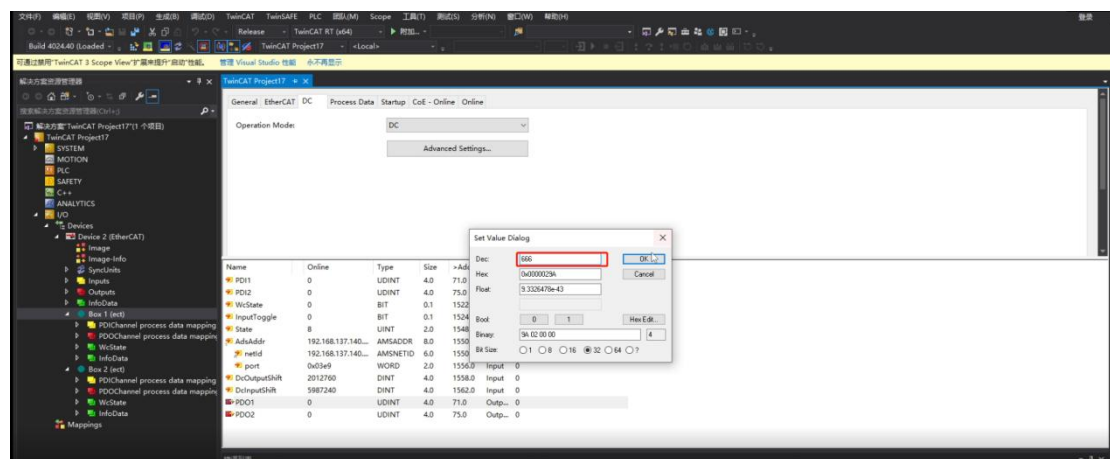 文件(F) 编辑(E) 视图(V) 项目(P) 生成(B) 调试(D) TwinCAT TwinSAFE PLC 团队(M) Scope 工具(T) 测试(S) 分析(N) 窗口(W) 帮助(H) 登录
Release TwinCAT RT (x64) 附加...
Build 4024.40 (Loaded TwinCAT Project17 <Local>
可通过禁用"TwinCAT 3 Scope View"扩展来提升"启动"性能。 管理 Visual Studio 性能 永不再显示
解决方案资源管理器
TwinCAT Project17
搜索解决方案资源管理器(Ctrl+;)
解决方案"TwinCAT Project17"(1 个项目)
TwinCAT Project17
SYSTEM
MOTION
PLC
SAFETY
C++
ANALYTICS
I/O
Devices
Device 2 (EtherCAT)
Image
Image-Info
SyncUnits
Inputs
Outputs
InfoData
Box 1 (ect)
PDIChannel process data mapping
PDOChannel process data mapping
WcState
InfoData
Box 2 (ect)
PDIChannel process data mapping
PDOChannel process data mapping
WcState
InfoData
Mappings
General EtherCAT DC Process Data Startup CoE - Online Online
Operation Mode: DC
Advanced Settings...
Name Online Type Size >Add
PDI1 0 UDINT 4.0 71.0
PDI2 0 UDINT 4.0 75.0
WcState 0 BIT 0.1 1522
InputToggle 0 BIT 0.1 1524
State 8 UINT 2.0 1548
AdsAddr 192.168.137.140.... AMSADDR 8.0 1550
netId 192.168.137.140.... AMSNETID 6.0 1550
port 0x03e9 WORD 2.0 1556.0 Input 0
DcOutputShift 2012760 DINT 4.0 1558.0 Input 0
DcInputShift 5987240 DINT 4.0 1562.0 Input 0
PDO1 0 UDINT 4.0 71.0 Outp... 0
PDO2 0 UDINT 4.0 75.0 Outp... 0
Set Value Dialog
Dec: 666 OK
Hex: 0x0000029A Cancel
Float: 9.3326478e-43
Bool: 0 1 Hex Edit...
Binary: 9A 02 00 00 4
Bit Size: 1 8 16 32 64 ?